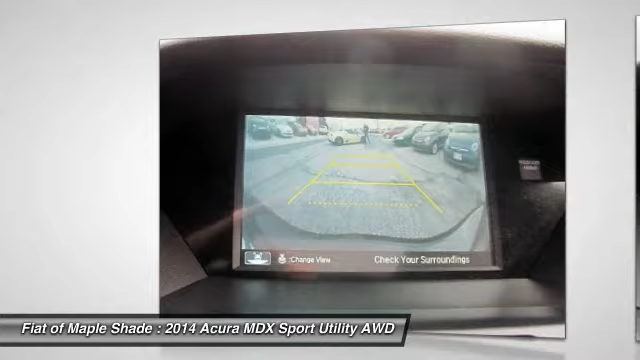 :Change View
Check Your Surroundings
Fiat of Maple Shade : 2014 Acura MDX Sport Utility AWD